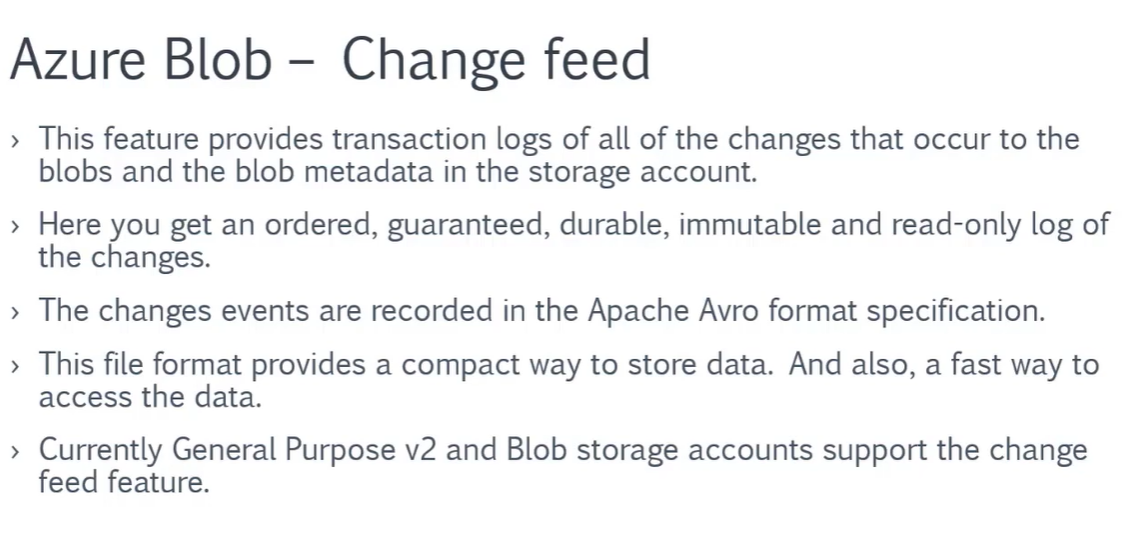 Azure Blob – Change feed
› This feature provides transaction logs of all of the changes that occur to the
blobs and the blob metadata in the storage account.
› Here you get an ordered, guaranteed, durable, immutable and read-only log of
the changes.
› The changes events are recorded in the Apache Avro format specification.
› This file format provides a compact way to store data. And also, a fast way to
access the data.
› Currently General Purpose v2 and Blob storage accounts support the change
feed feature.